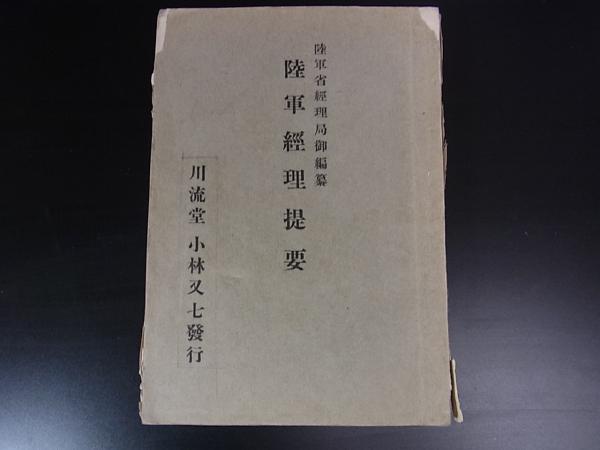 陸軍省經理局御編纂
陸軍經理提要
川流堂 小林又七發行